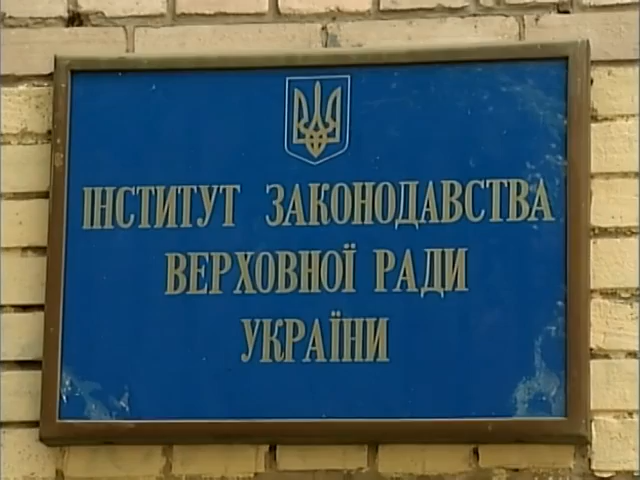 ІНСТИТУТ ЗАКОНОДАВСТВА
ВЕРХОВНОЇ РАДИ
УКРАЇНИ